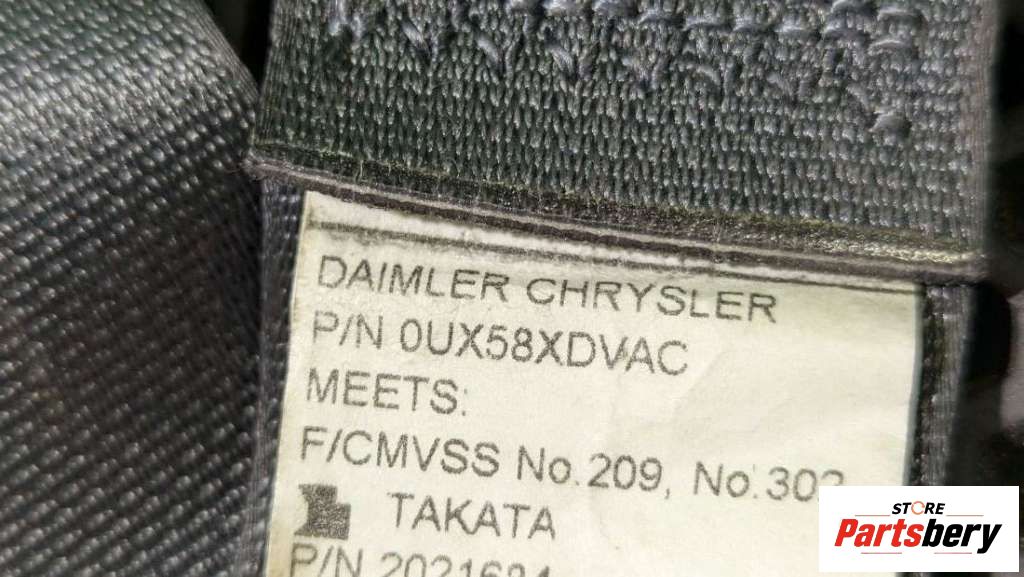 DAIMLER CHRYSLER
P/N 0UX58XDVAC
MEETS:
F/CMVSS No.209, No.302
TAKATA
P/N
STORE
Partsbery